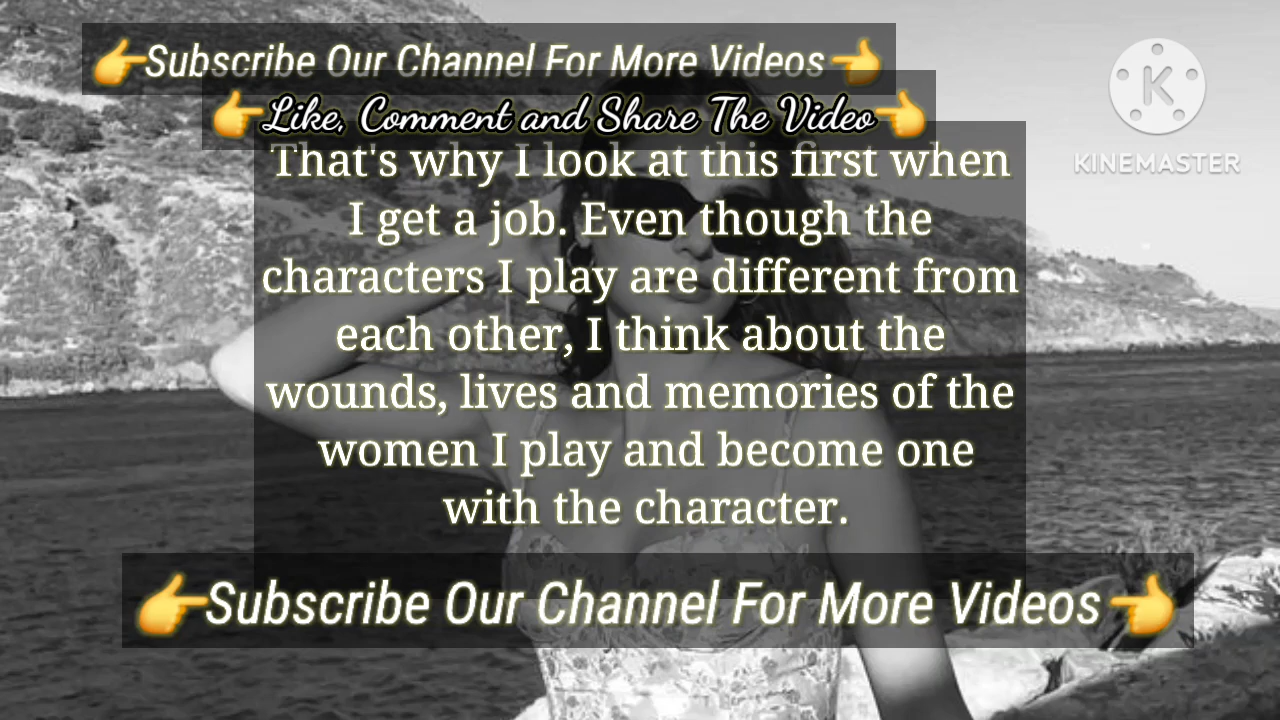 👉Subscribe Our Channel For More Videos👈
👉Like, Comment and Share The Video👈
KINEMASTER
That's why I look at this first when
I get a job. Even though the
characters I play are different from
each other, I think about the
wounds, lives and memories of the
women I play and become one
with the character.
👉Subscribe Our Channel For More Videos👈